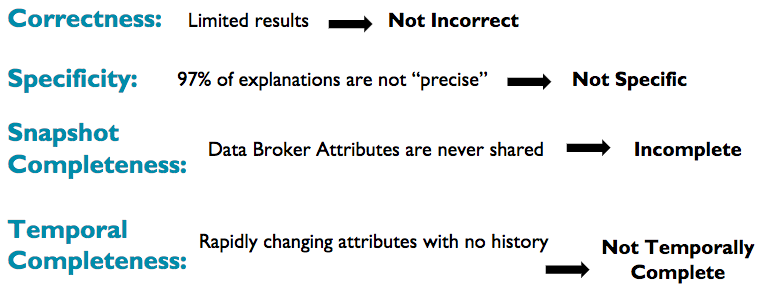 Correctness: Limited results Not Incorrect
Specificity: 97% of explanations are not “precise” Not Specific
Snapshot
Completeness: Data Broker Attributes are never shared Incomplete
Temporal
Completeness: Rapidly changing attributes with no history Not Temporally
Complete